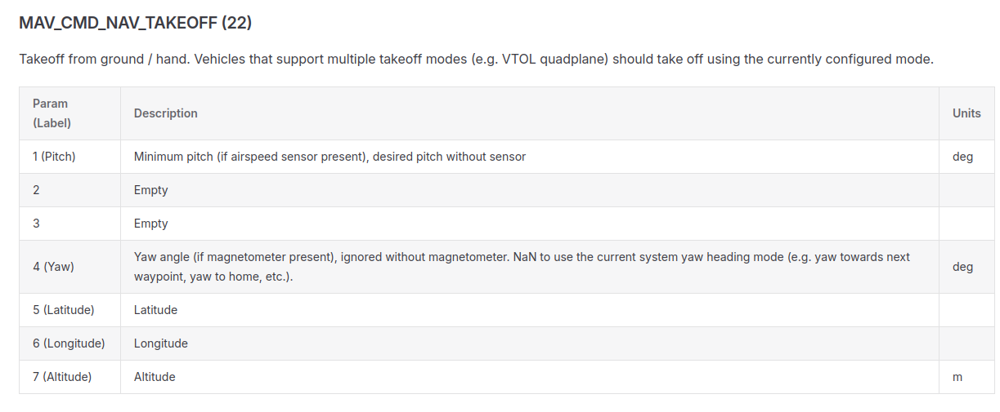 MAV_CMD_NAV_TAKEOFF (22)
Takeoff from ground / hand. Vehicles that support multiple takeoff modes (e.g. VTOL quadplane) should take off using the currently configured mode.
Param
(Label)
Description
Units
1 (Pitch)
Minimum pitch (if airspeed sensor present), desired pitch without sensor
deg
2
Empty
3
Empty
4 (Yaw)
Yaw angle (if magnetometer present), ignored without magnetometer. NaN to use the current system yaw heading mode (e.g. yaw towards next
waypoint, yaw to home, etc.).
deg
5 (Latitude)
Latitude
6 (Longitude)
Longitude
7 (Altitude)
Altitude
m